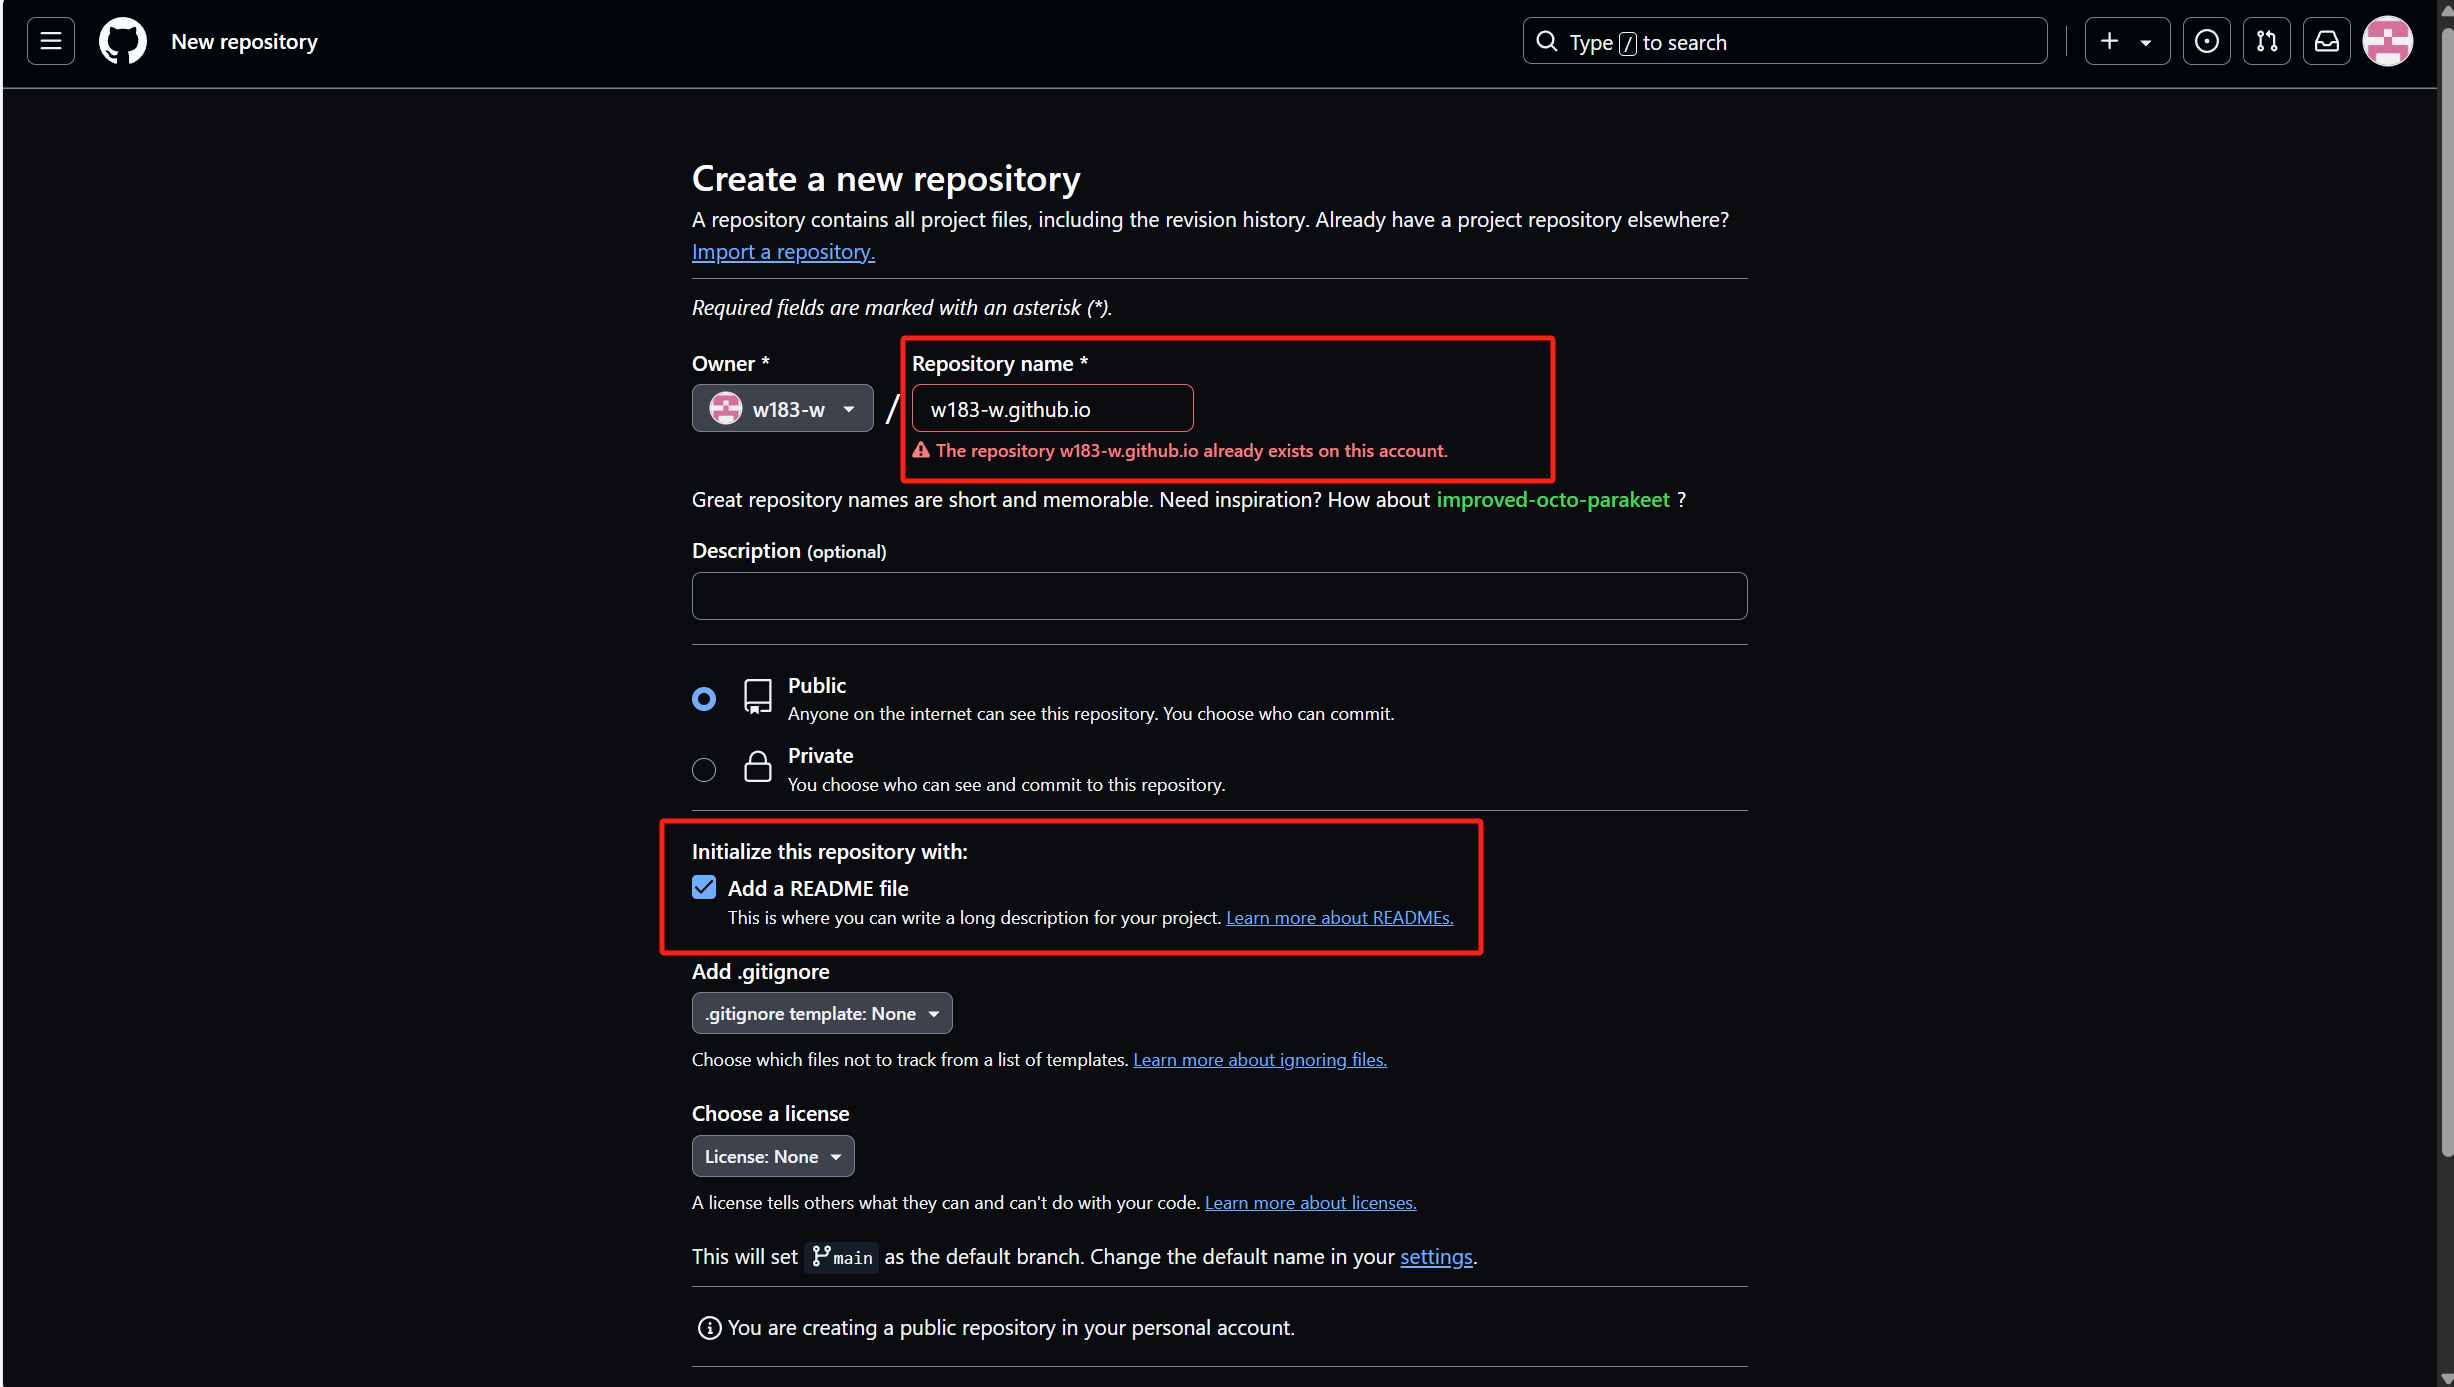 New repository
Type / to search
Create a new repository
A repository contains all project files, including the revision history. Already have a project repository elsewhere?
Import a repository.
Required fields are marked with an asterisk (*).
Owner *
Repository name *
w183-w
/
w183-w.github.io
The repository w183-w.github.io already exists on this account.
Great repository names are short and memorable. Need inspiration? How about improved-octo-parakeet ?
Description (optional)
Public
Anyone on the internet can see this repository. You choose who can commit.
Private
You choose who can see and commit to this repository.
Initialize this repository with:
Add a README file
This is where you can write a long description for your project. Learn more about READMEs.
Add .gitignore
.gitignore template: None
Choose which files not to track from a list of templates. Learn more about ignoring files.
Choose a license
License: None
A license tells others what they can and can't do with your code. Learn more about licenses.
This will set main as the default branch. Change the default name in your settings.
You are creating a public repository in your personal account.